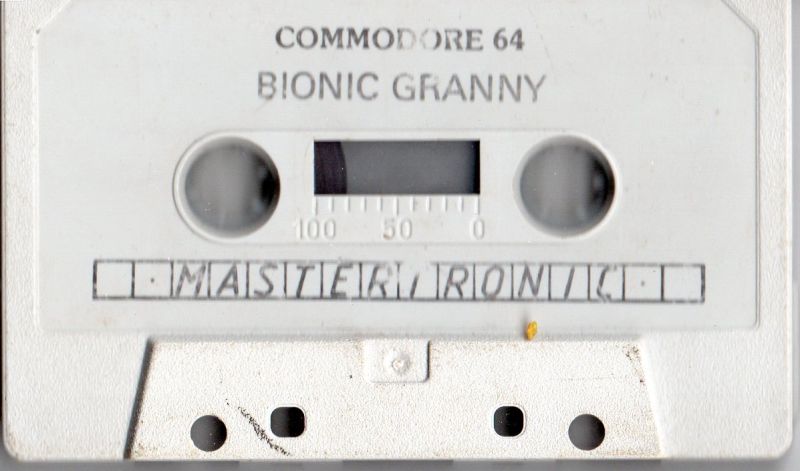 COMMODORE 64
BIONIC GRANNY
100 50 0
MASTERTRONIC